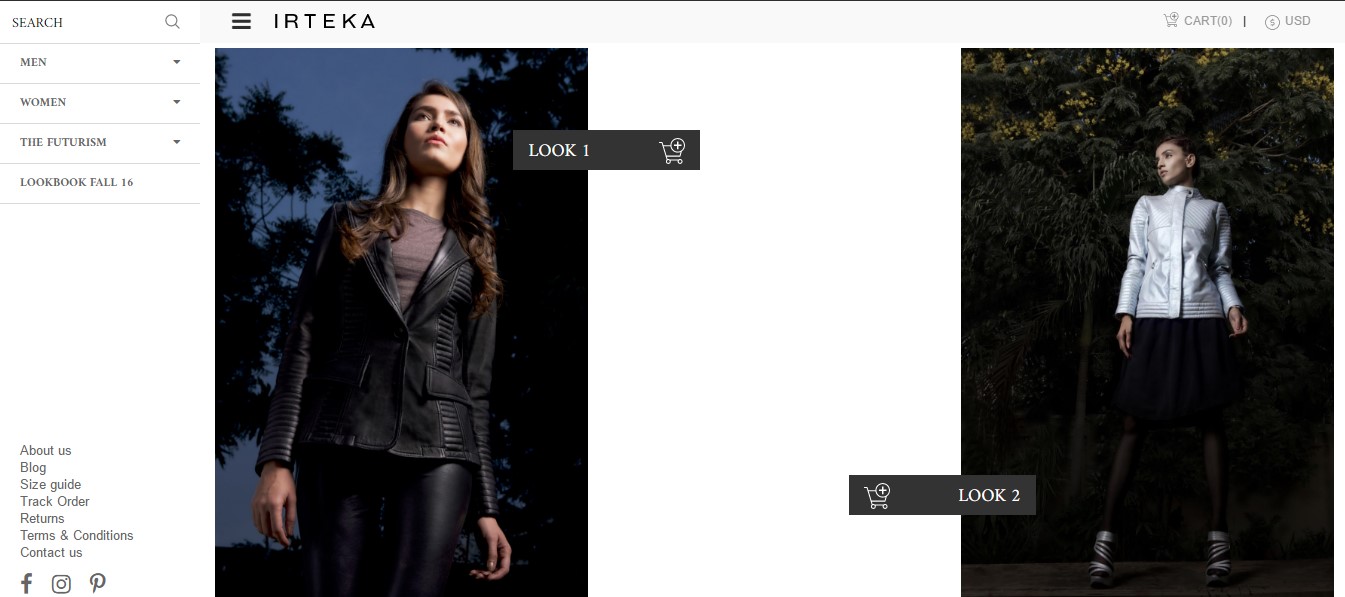 SEARCH
IRTEKA
CART(0) |
$ USD
MEN
WOMEN
THE FUTURISM
LOOKBOOK FALL 16
LOOK 1
LOOK 2
About us
Blog
Size guide
Track Order
Returns
Terms & Conditions
Contact us